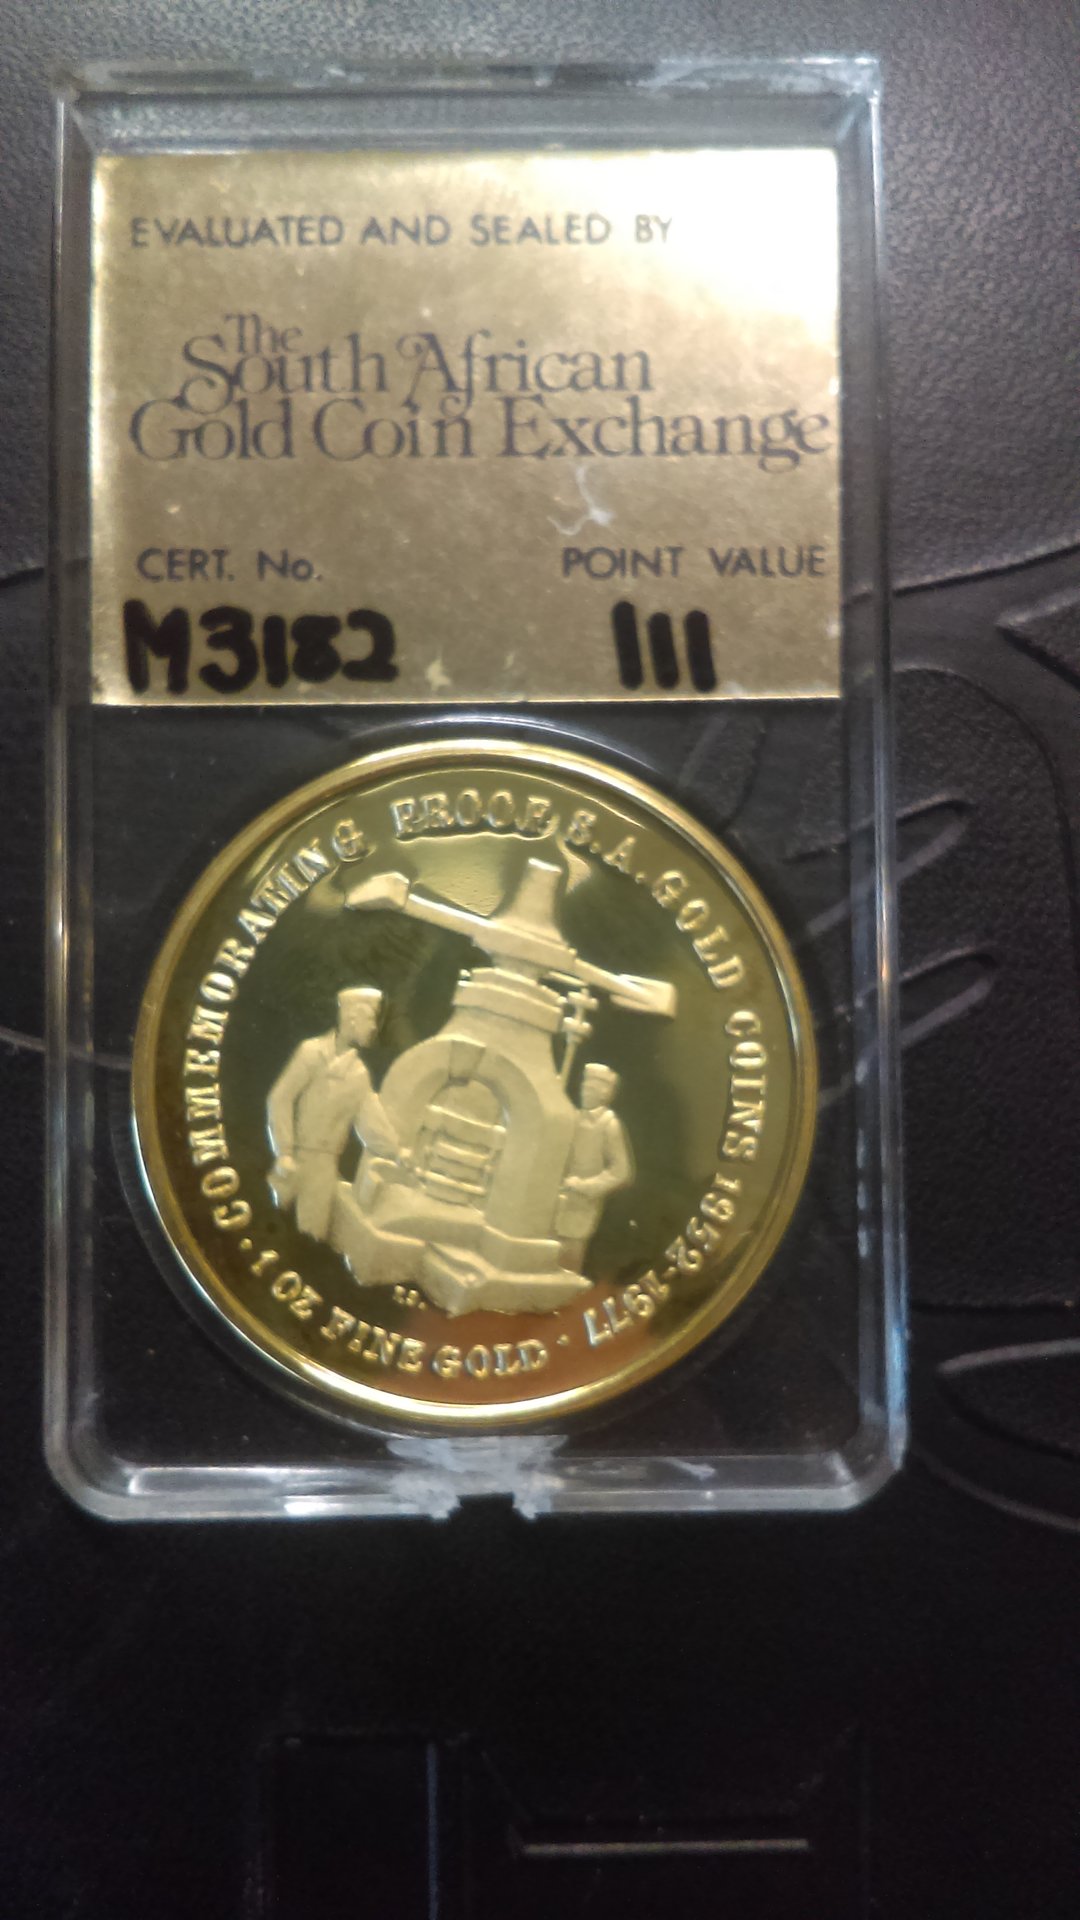 EVALUATED AND SEALED BY
The
South African
Gold Coin Exchange
CERT. No. POINT VALUE
M3182 111
COMMEMORATING PROOF S.A. GOLD COINS 1952-1977
· 1 OZ FINE GOLD ·